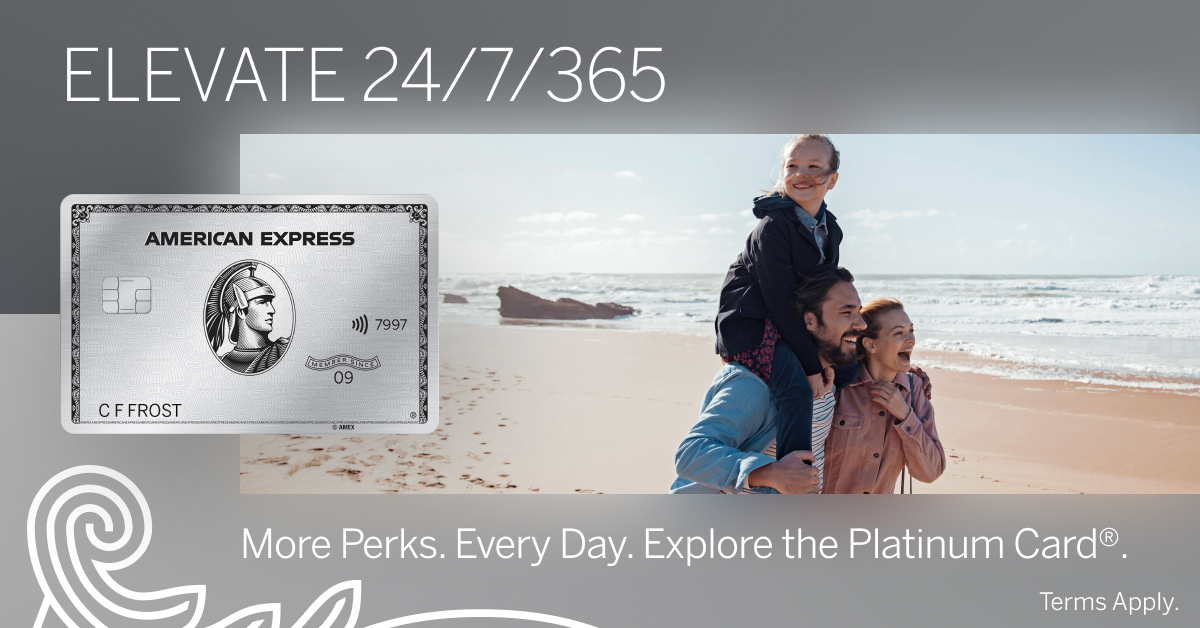 ELEVATE 24/7/365
AMERICAN EXPRESS
7997
MEMBER SINCE
09
C F FROST
®
© AMEX
More Perks. Every Day. Explore the Platinum Card®.
Terms Apply.